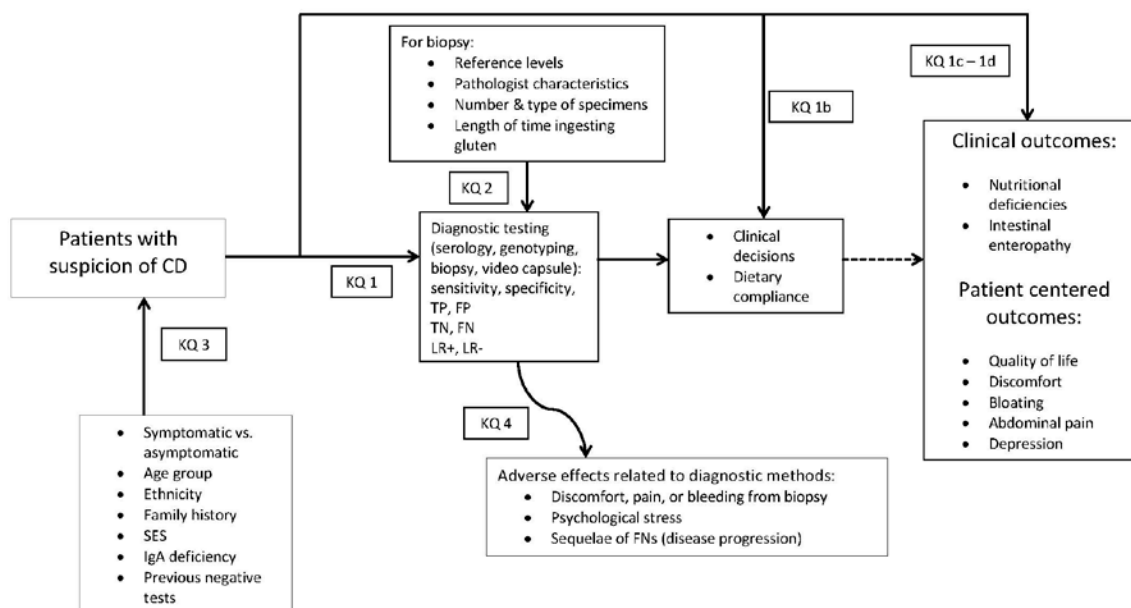 For biopsy:
• Reference levels
• Pathologist characteristics
• Number & type of specimens
• Length of time ingesting
gluten
KQ 1c – 1d
KQ 1b
KQ 2
Patients with
suspicion of CD
KQ 1
Diagnostic testing
(serology, genotyping,
biopsy, video capsule):
sensitivity, specificity,
TP, FP
TN, FN
LR+, LR-
• Clinical
decisions
• Dietary
compliance
Clinical outcomes:
• Nutritional
deficiencies
• Intestinal
enteropathy
Patient centered
outcomes:
• Quality of life
• Discomfort
• Bloating
• Abdominal pain
• Depression
KQ 3
• Symptomatic vs.
asymptomatic
• Age group
• Ethnicity
• Family history
• SES
• IgA deficiency
• Previous negative
tests
KQ 4
Adverse effects related to diagnostic methods:
• Discomfort, pain, or bleeding from biopsy
• Psychological stress
• Sequelae of FNs (disease progression)